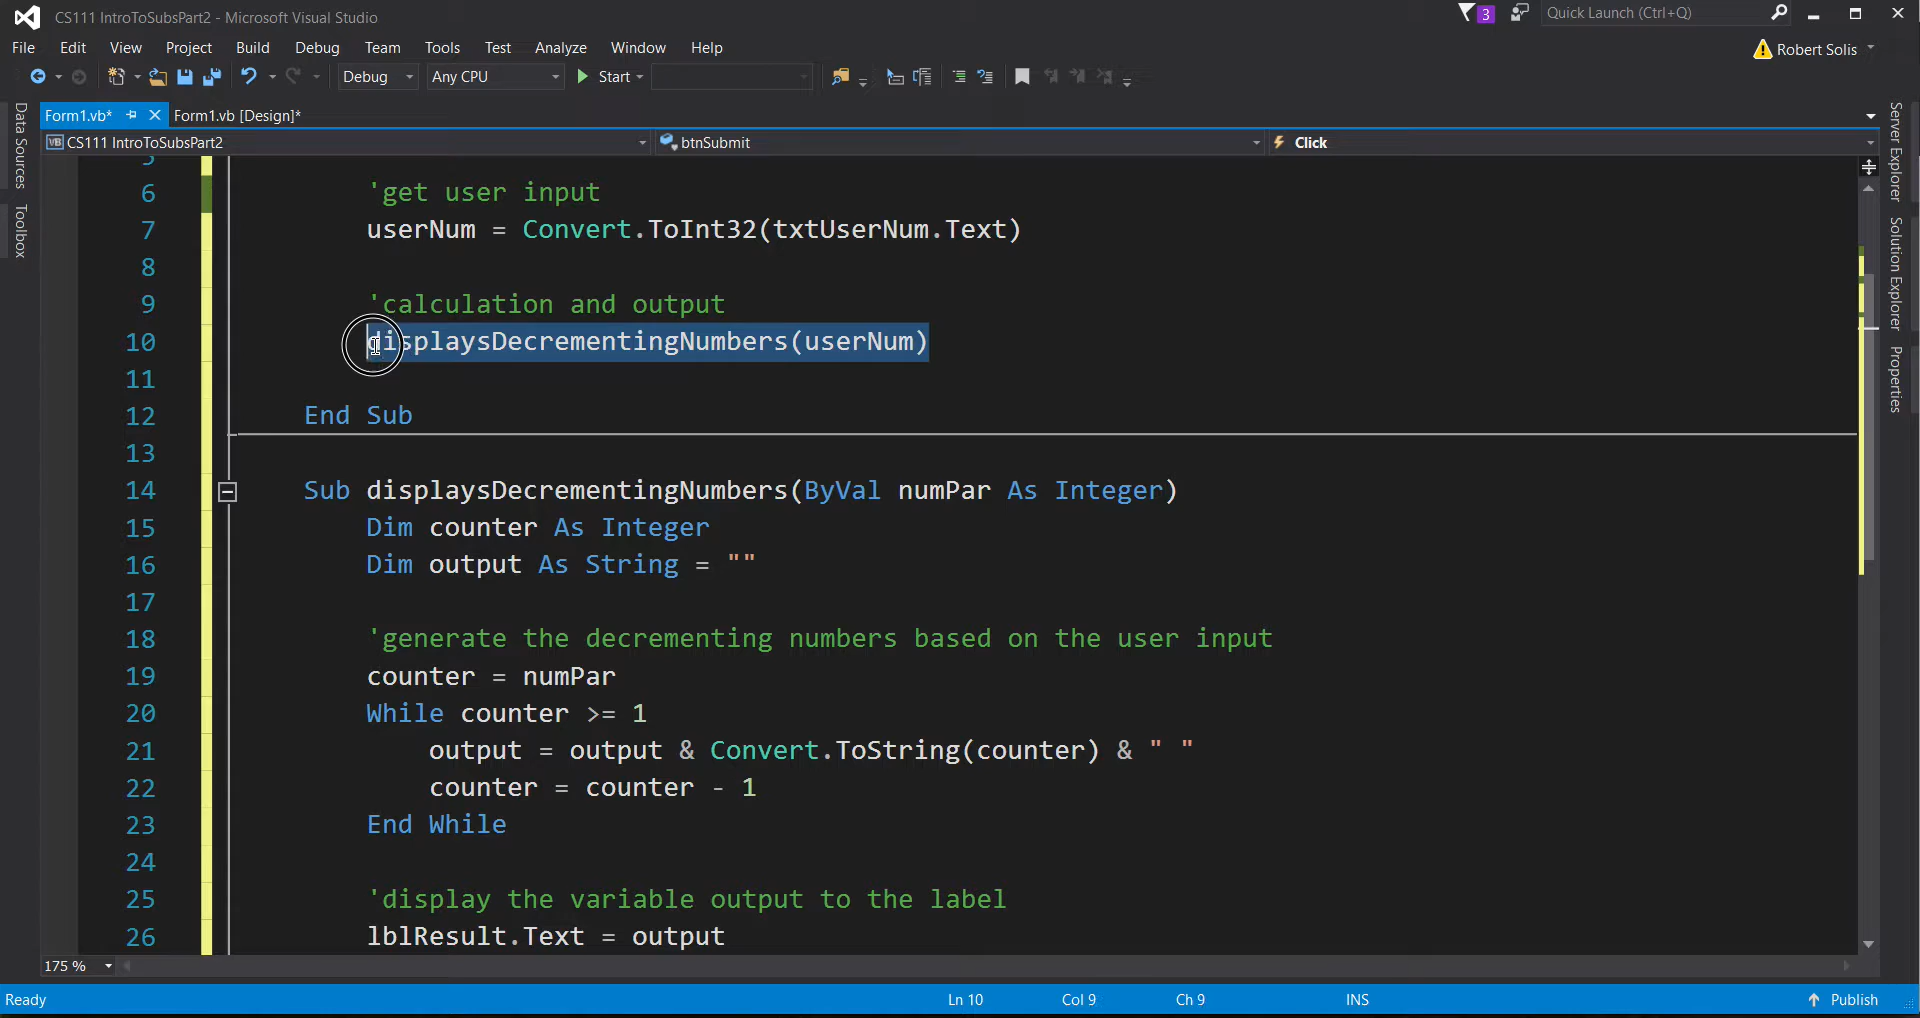 CS111 IntroToSubsPart2 - Microsoft Visual Studio
3
Quick Launch (Ctrl+Q)
File Edit View Project Build Debug Team Tools Test Analyze Window Help
Robert Solis
Debug Any CPU Start
Form1.vb* Form1.vb [Design]*
VB CS111 IntroToSubsPart2 btnSubmit Click
Data Sources
Toolbox
Server Explorer
Solution Explorer
Properties
5
6 'get user input
7 userNum = Convert.ToInt32(txtUserNum.Text)
8
9 'calculation and output
10 displaysDecrementingNumbers(userNum)
11
12 End Sub
13
14 Sub displaysDecrementingNumbers(ByVal numPar As Integer)
15 Dim counter As Integer
16 Dim output As String = ""
17
18 'generate the decrementing numbers based on the user input
19 counter = numPar
20 While counter >= 1
21 output = output & Convert.ToString(counter) & " "
22 counter = counter - 1
23 End While
24
25 'display the variable output to the label
26 lblResult.Text = output
175 %
Ready Ln 10 Col 9 Ch 9 INS Publish